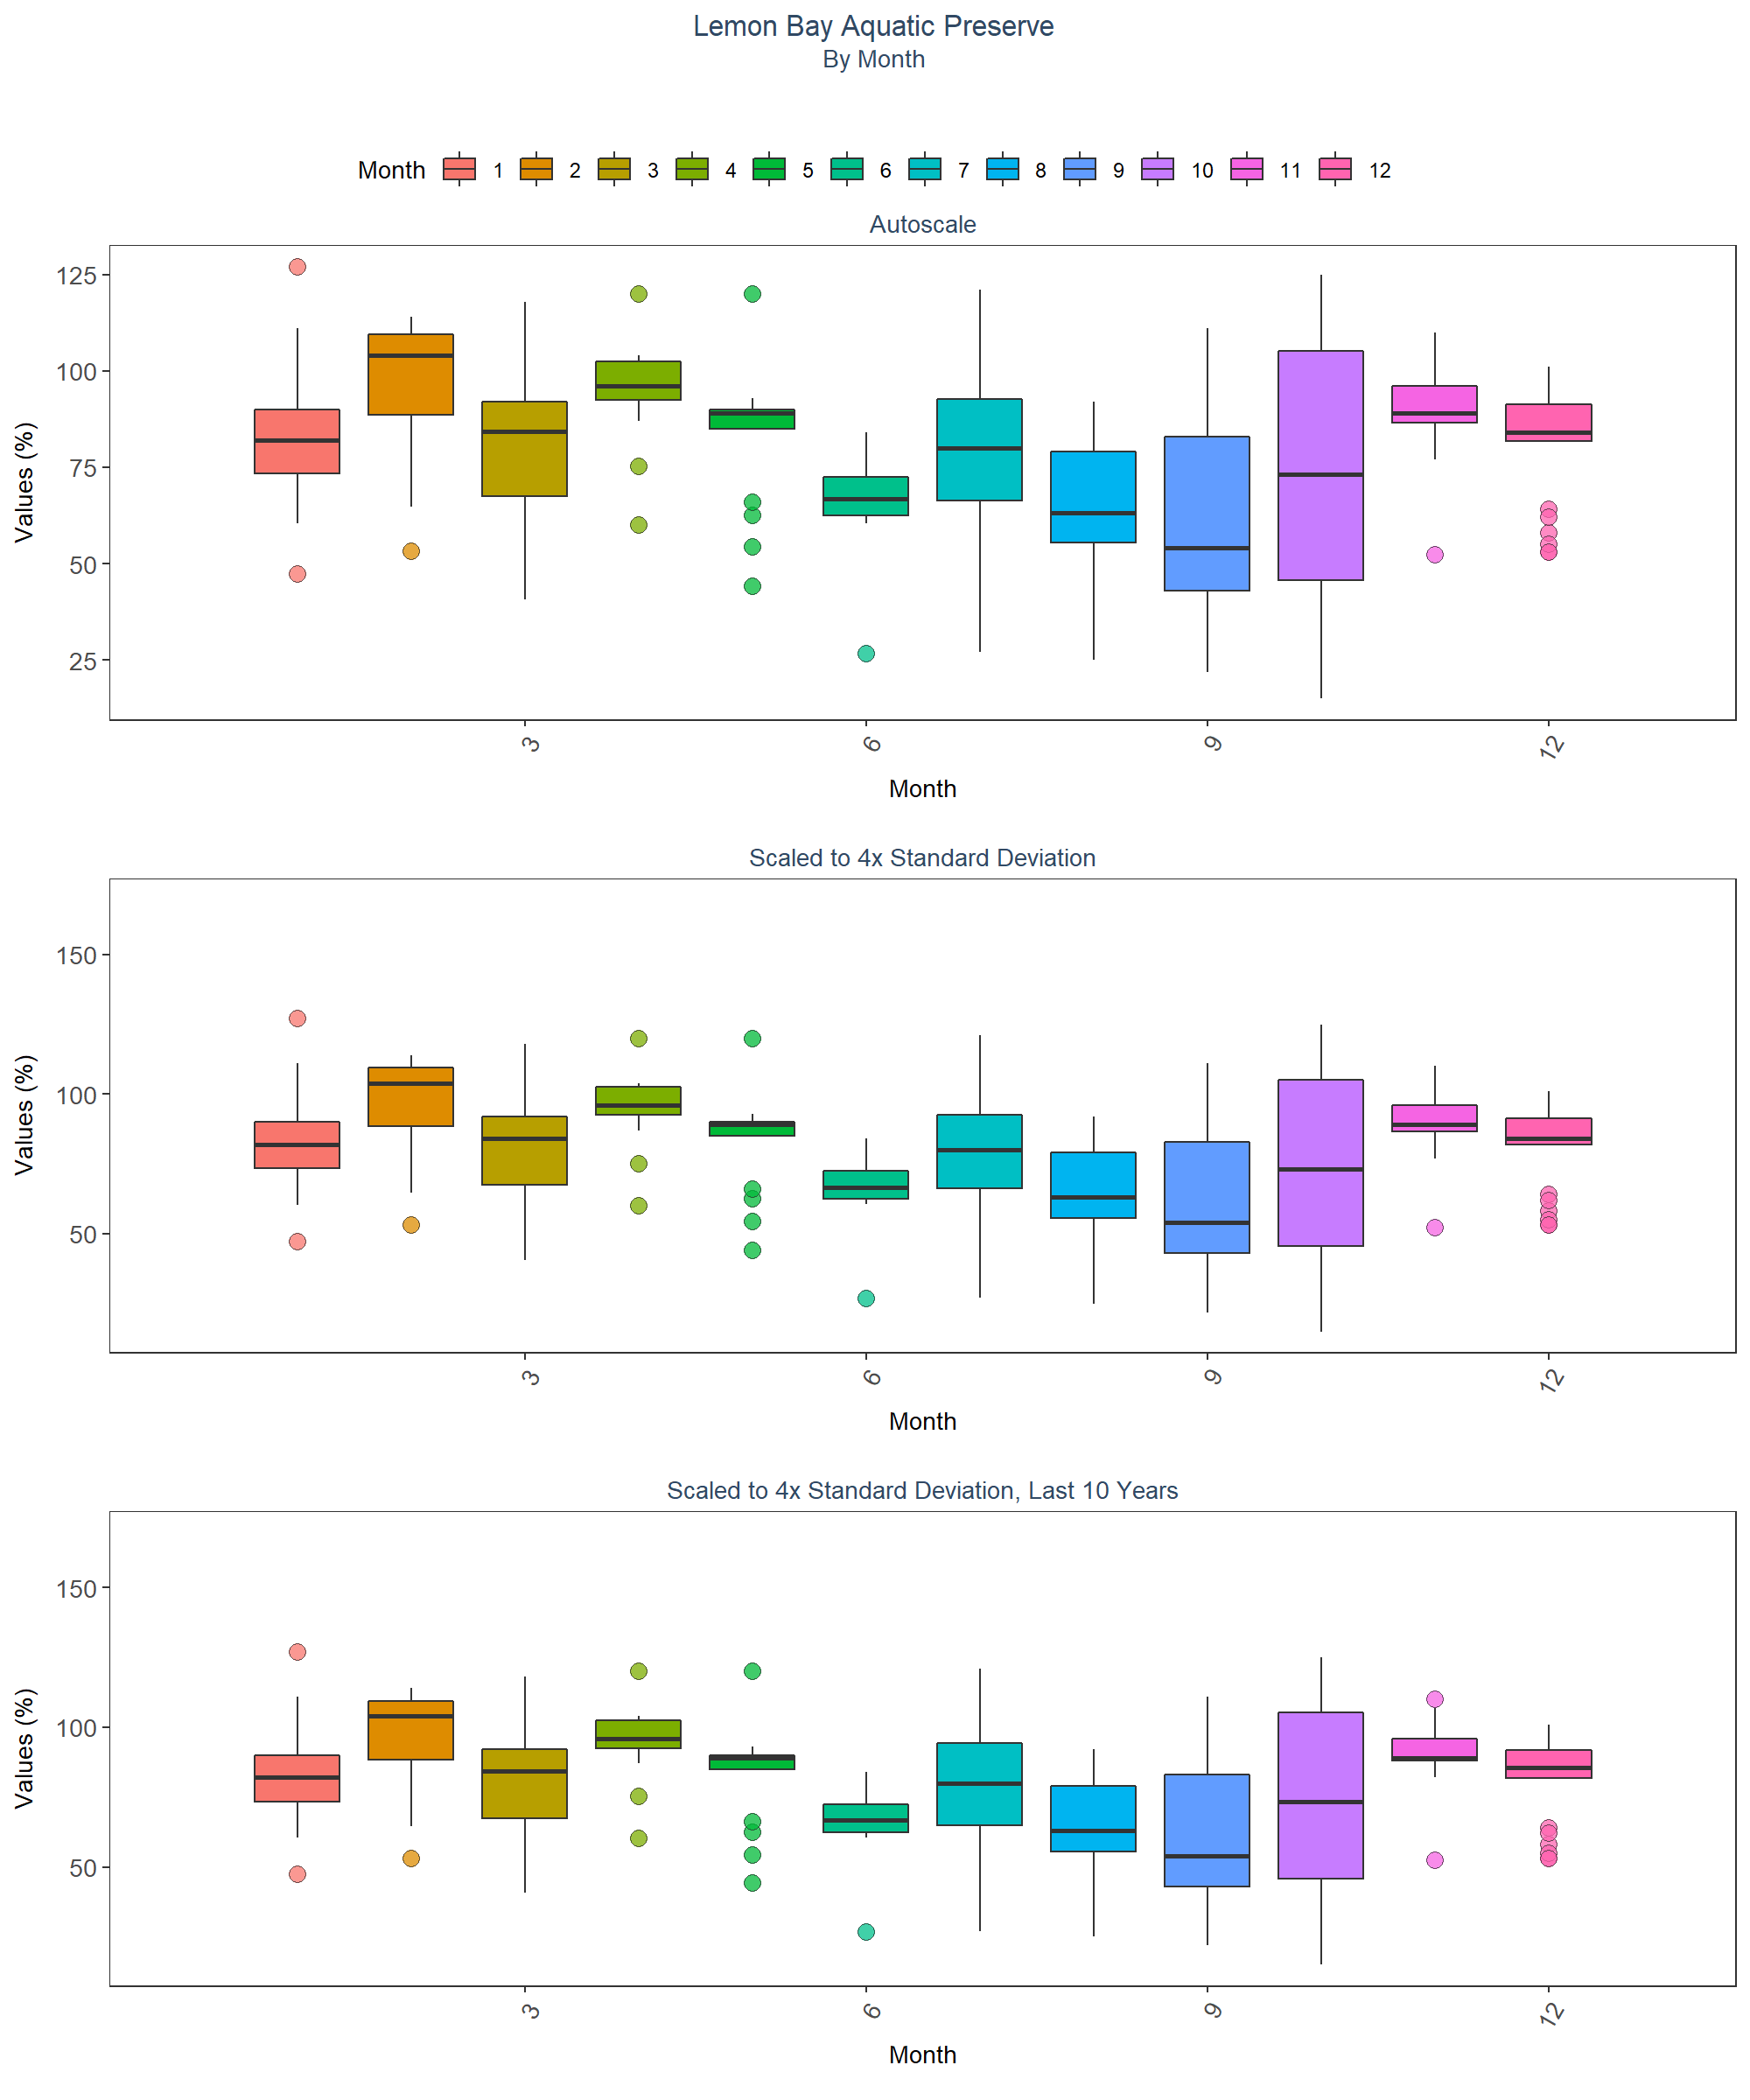 Lemon Bay Aquatic Preserve
By Month
Month 1 2 3 4 5 6 7 8 9 10 11 12
Autoscale
Values (%)
125
100
75
50
25
3 6 9 12
Month
Scaled to 4x Standard Deviation
Values (%)
150
100
50
3 6 9 12
Month
Scaled to 4x Standard Deviation, Last 10 Years
Values (%)
150
100
50
3 6 9 12
Month